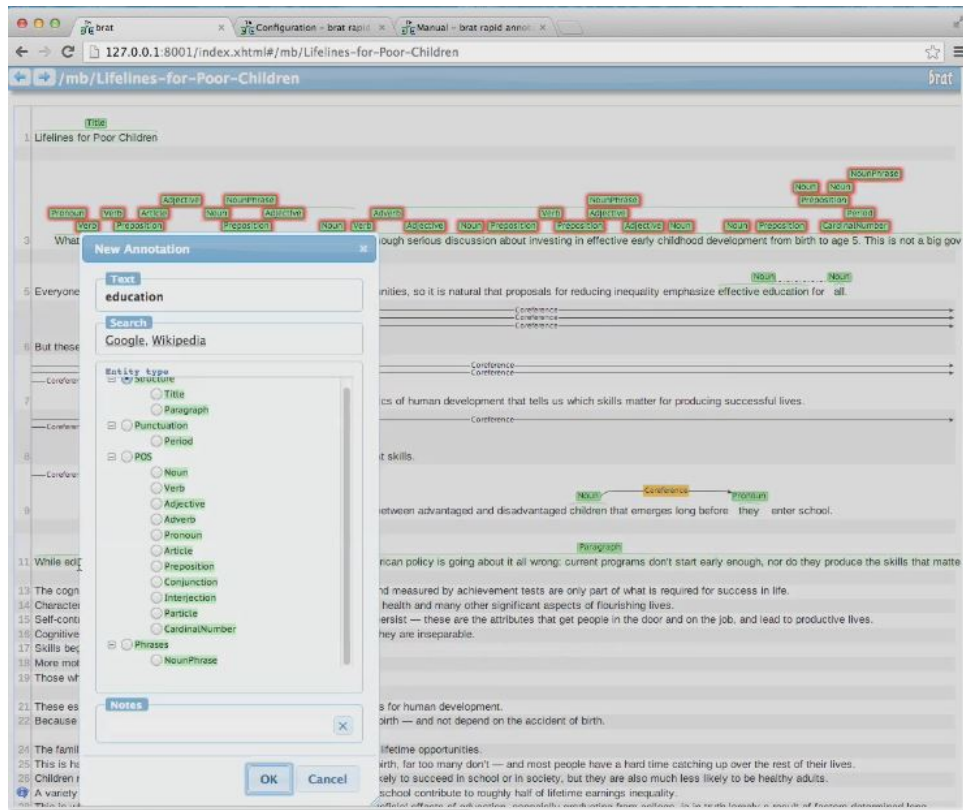 brat
Configuration – brat rapid
Manual – brat rapid annot
127.0.0.1:8001/index.xhtml#/mb/Lifelines-for-Poor-Children
/mb/Lifelines-for-Poor-Children
brat
Title
1 Lifelines for Poor Children
NounPhrase
Noun Noun
Adjective NounPhrase NounPhrase Preposition
Pronoun Verb Article Noun Adjective Adverb Verb Adjective Period
Verb Preposition Preposition Noun Verb Adjective Noun Preposition Preposition Adjective Noun Noun Preposition CardinalNumber
3 What ough serious discussion about investing in effective early childhood development from birth to age 5. This is not a big gov
New Annotation
Text
education
Search
Google, Wikipedia
Entity type
Structure
Title
Paragraph
Punctuation
Period
POS
Noun
Verb
Adjective
Adverb
Pronoun
Article
Preposition
Conjunction
Interjection
Particle
CardinalNumber
Phrases
NounPhrase
Notes
OK Cancel
Noun Noun
5 Everyone nities, so it is natural that proposals for reducing inequality emphasize effective education for all.
Coreference
Coreference
Coreference
6 But these
Coreference
Coreference
7 cs of human development that tells us which skills matter for producing successful lives.
Coreference
8 t skills.
Noun Coreference Pronoun
9 etween advantaged and disadvantaged children that emerges long before they enter school.
Paragraph
11 While edu rican policy is going about it all wrong: current programs don't start early enough, nor do they produce the skills that matte
13 The cogn nd measured by achievement tests are only part of what is required for success in life.
14 Character health and many other significant aspects of flourishing lives.
15 Self-contr ersist — these are the attributes that get people in the door and on the job, and lead to productive lives.
16 Cognitive hey are inseparable.
17 Skills beg
18 More mot
19 Those wh
21 These es s for human development.
22 Because birth — and not depend on the accident of birth.
24 The famil lifetime opportunities.
25 This is ha birth, far too many don't — and most people have a hard time catching up over the rest of their lives.
26 Children r kely to succeed in school or in society, but they are also much less likely to be healthy adults.
A variety school contribute to roughly half of lifetime earnings inequality.